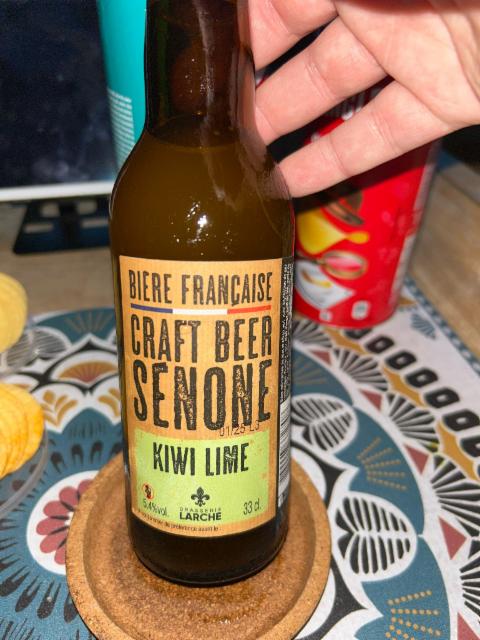 BIERE FRANÇAISE
CRAFT BEER
SENONE
01/25 L3
KIWI LIME
5.4%vol.
BRASSERIE
LARCHE
33 cl.